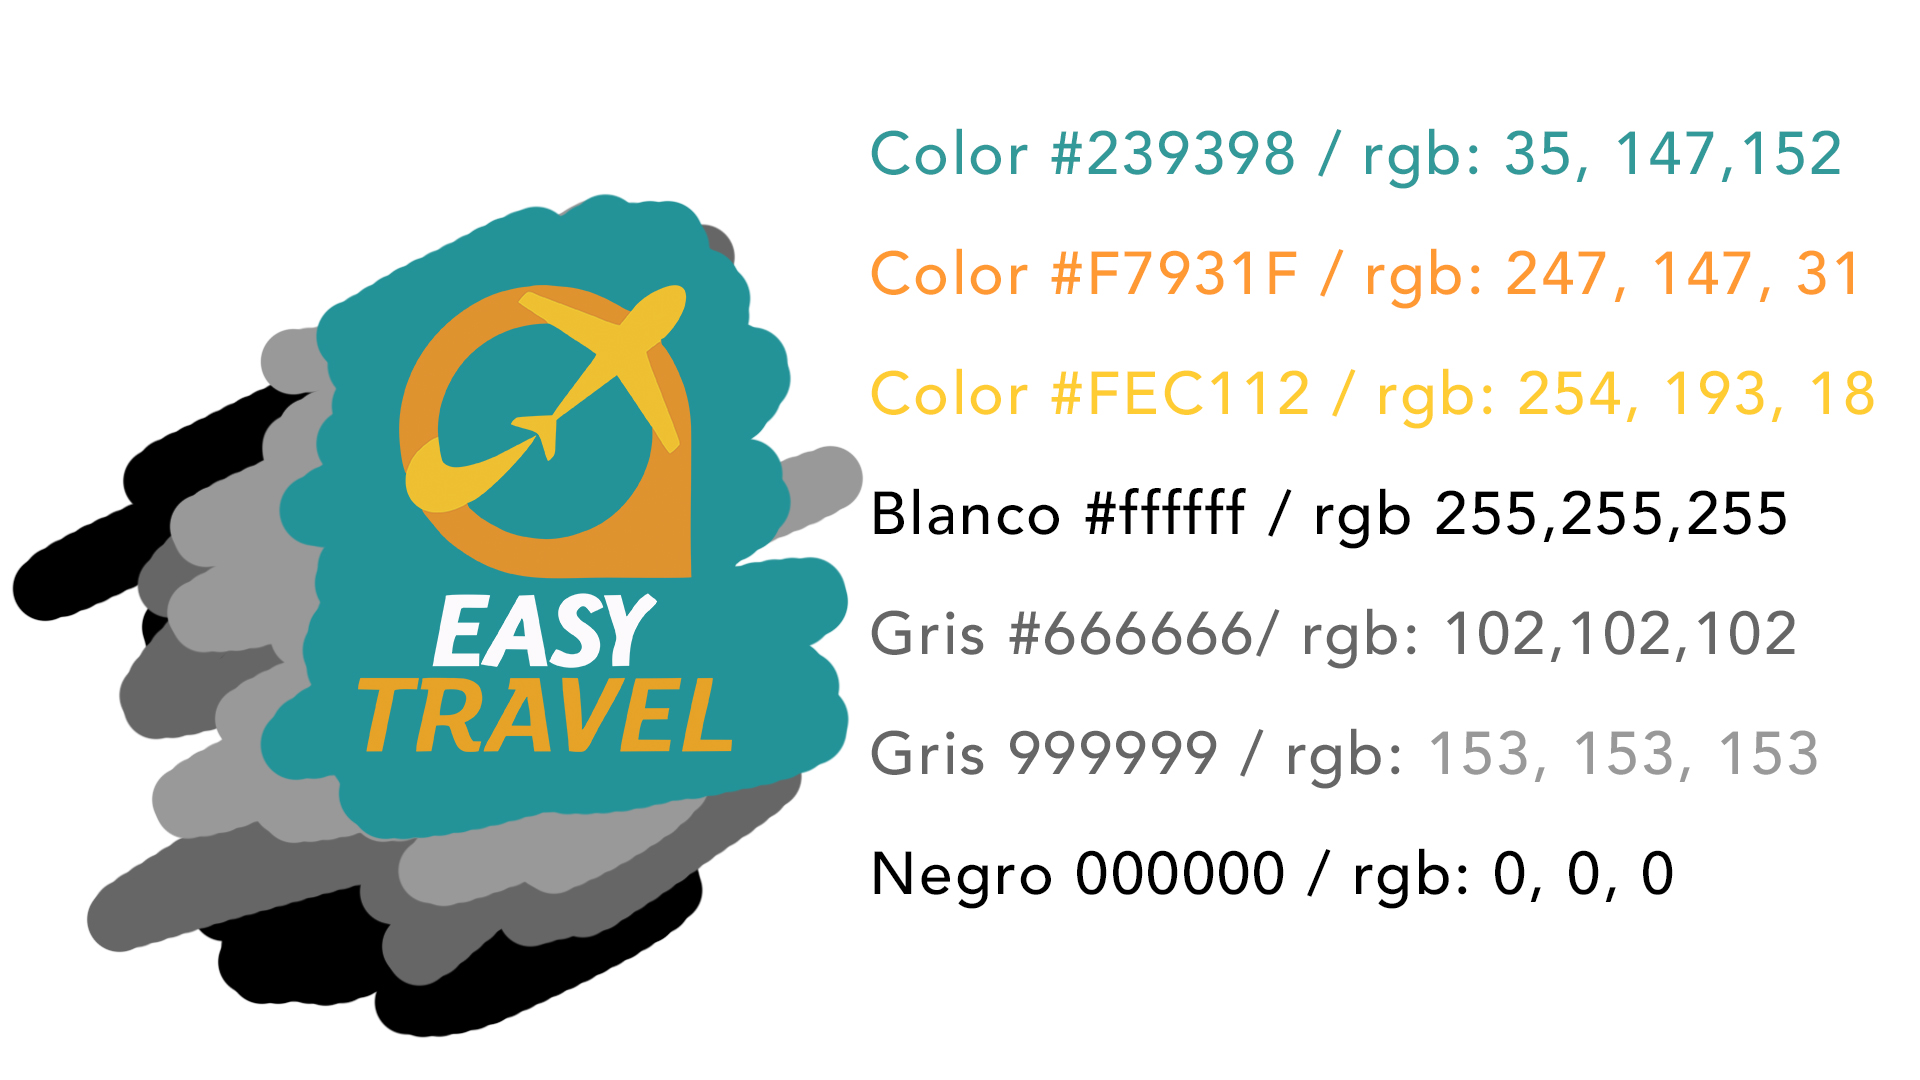 Color #239398 / rgb: 35, 147,152
Color #F7931F / rgb: 247, 147, 31
Color #FEC112 / rgb: 254, 193, 18
Blanco #ffffff / rgb 255,255,255
Gris #666666/ rgb: 102,102,102
Gris 999999 / rgb: 153, 153, 153
Negro 000000 / rgb: 0, 0, 0
EASY
TRAVEL